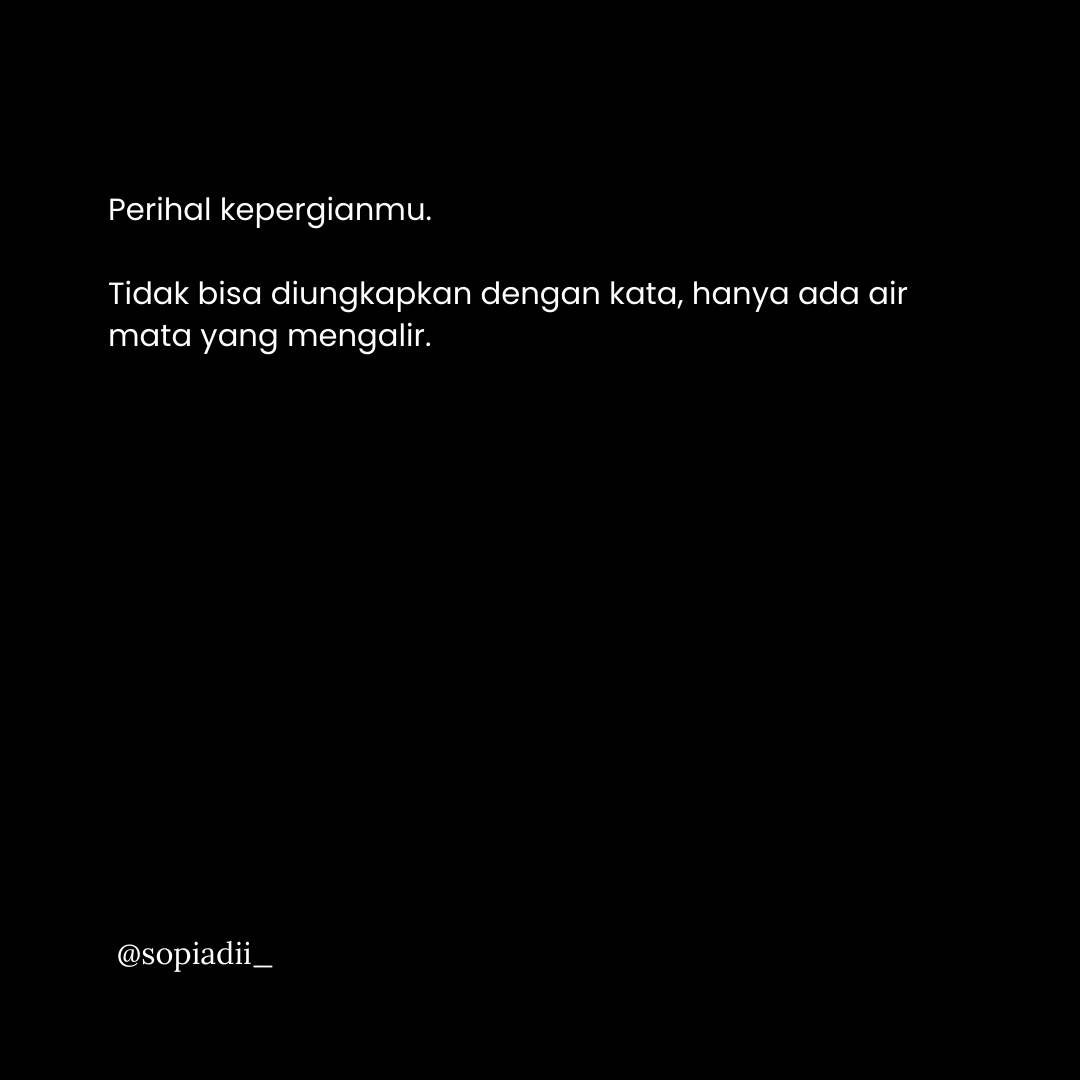 Perihal kepergianmu.
Tidak bisa diungkapkan dengan kata, hanya ada air
mata yang mengalir.
@sopiadii_